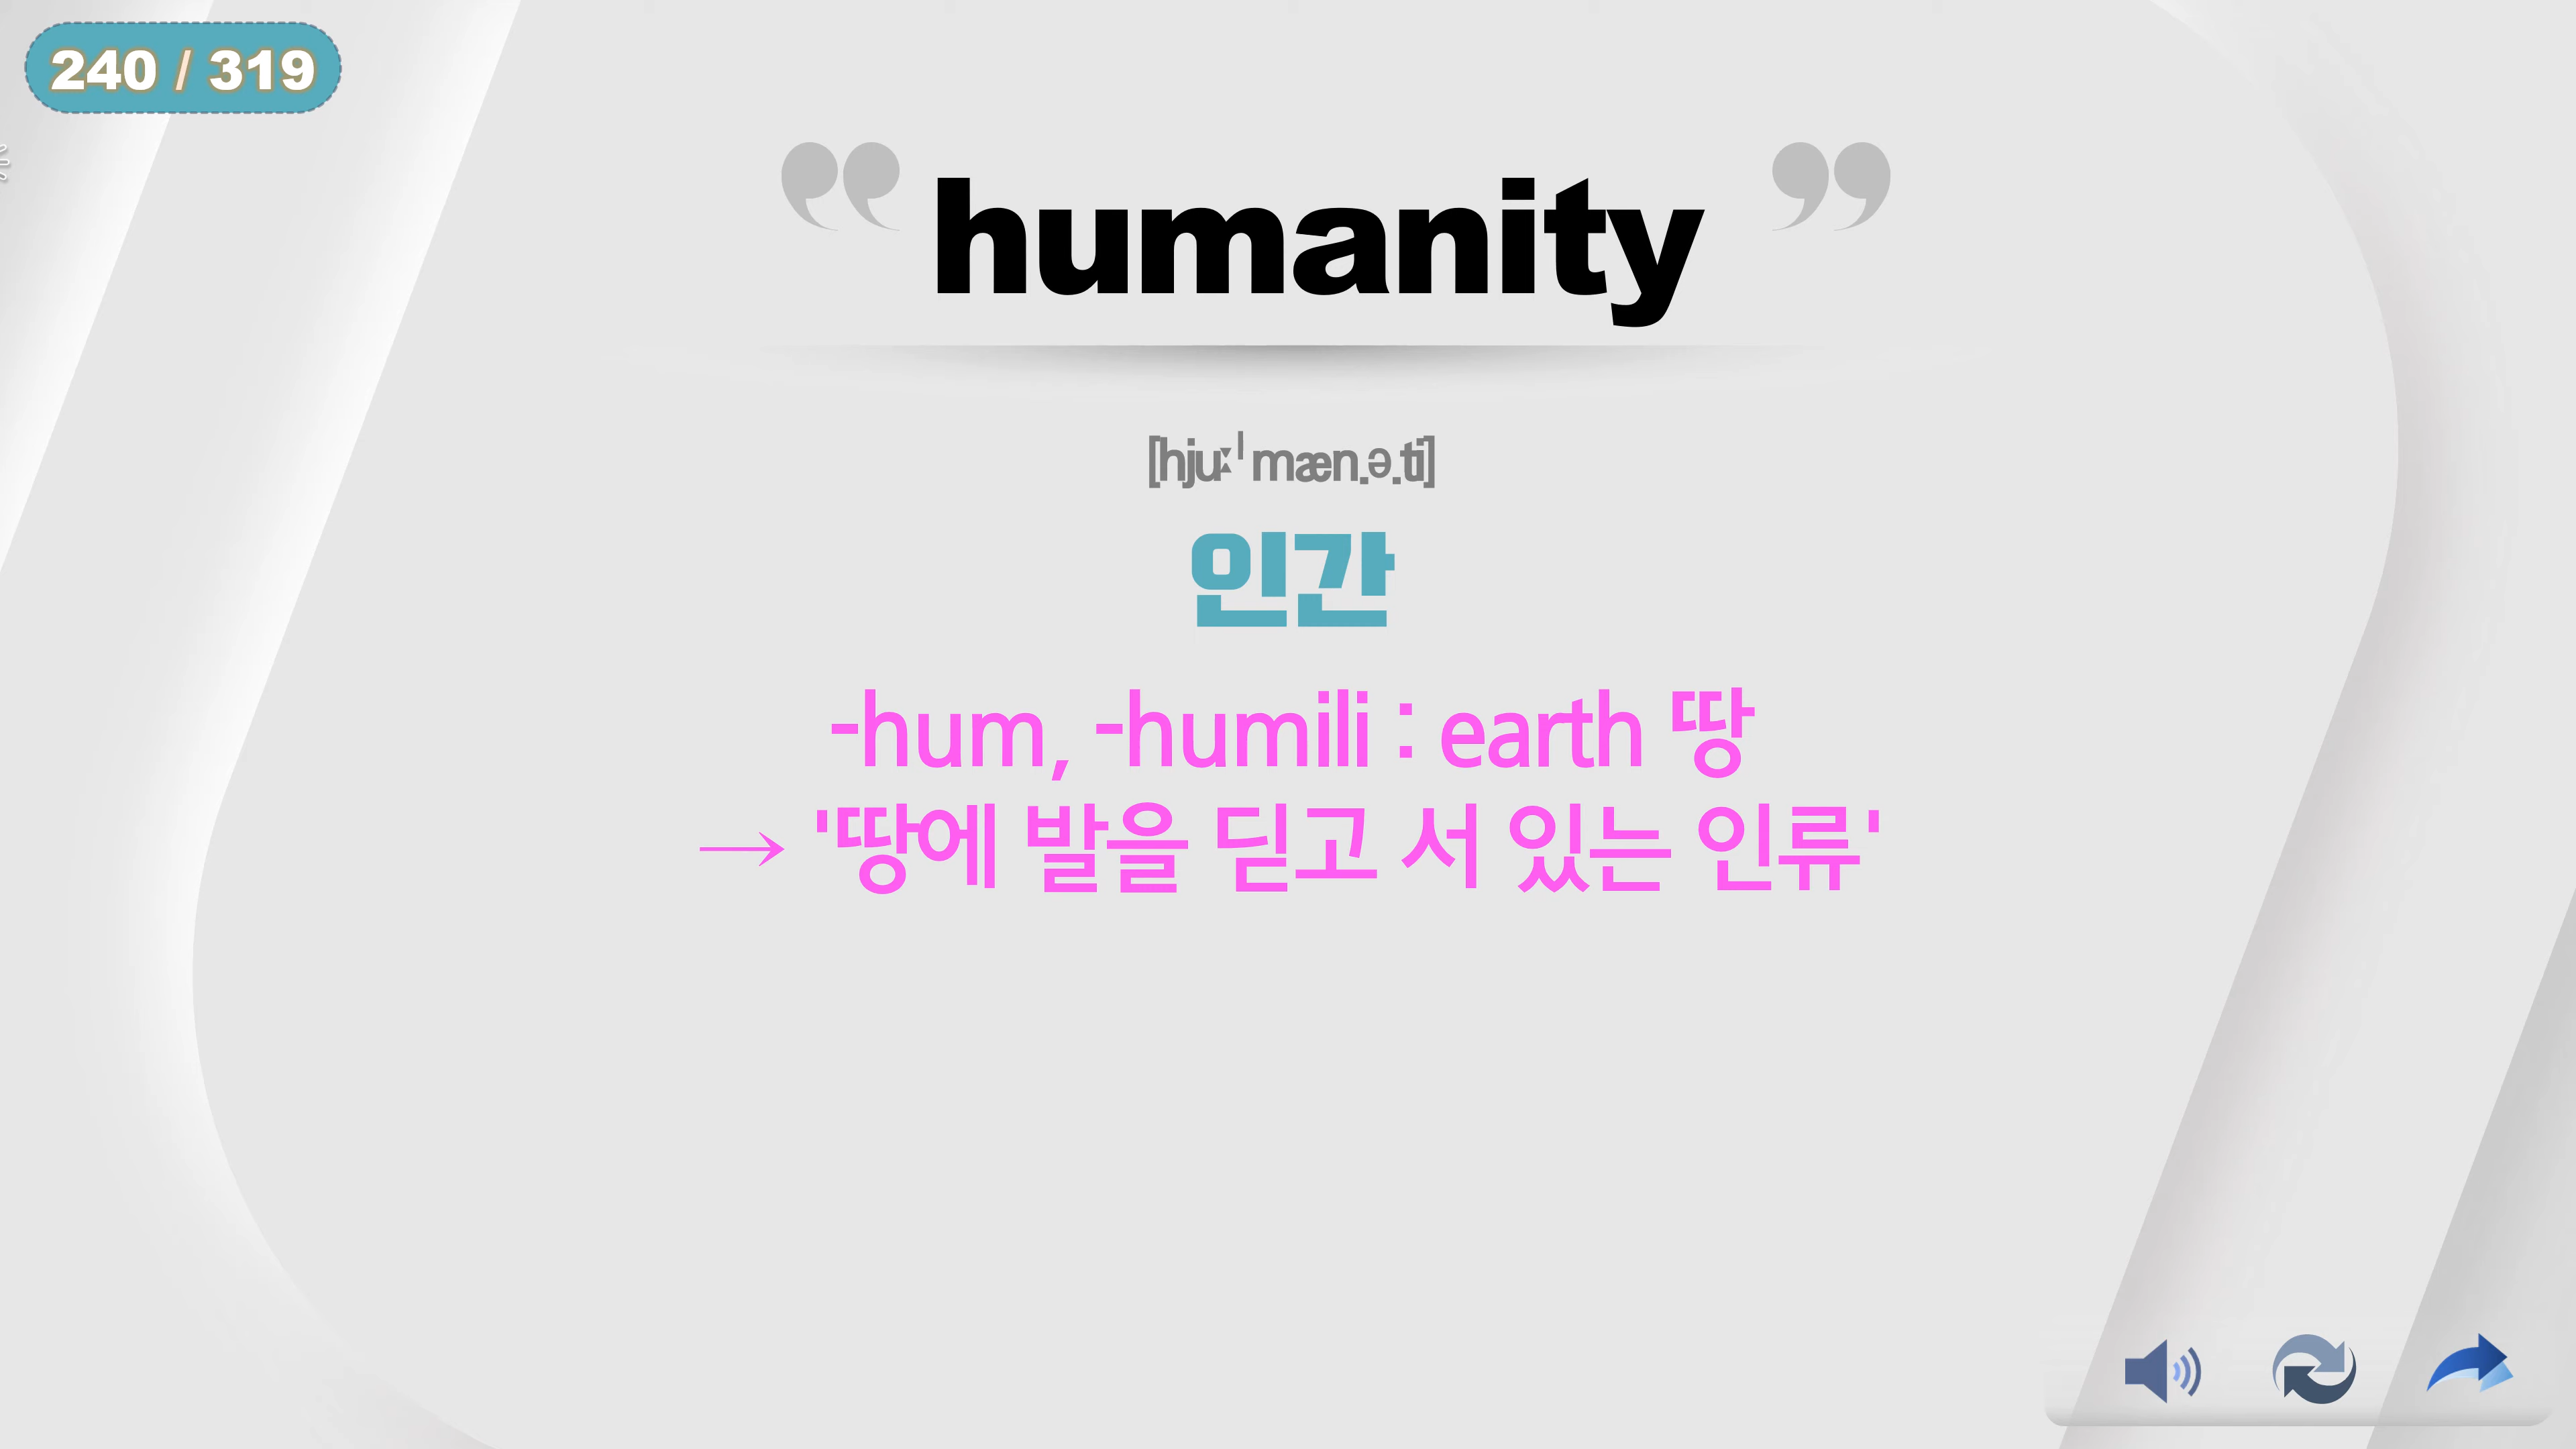 240 / 319
“ humanity ”
[hjuːˈmæn.ə.ti]
인간
-hum, -humili : earth 땅
→ '땅에 발을 딛고 서 있는 인류'